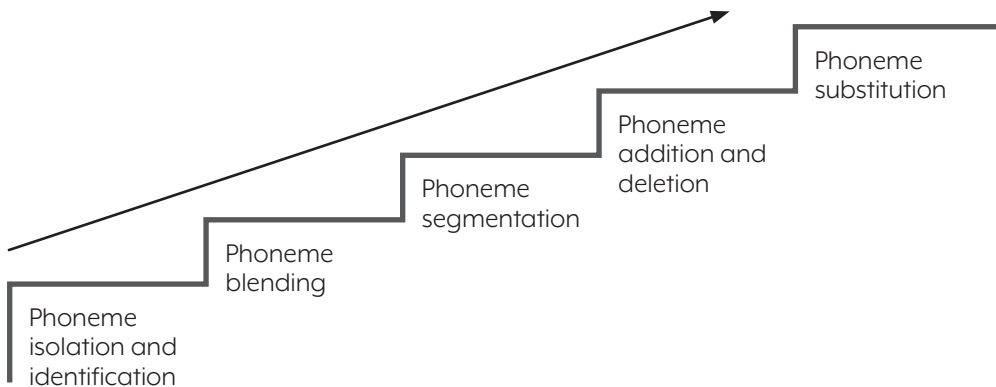 Phoneme
substitution
Phoneme
addition and
deletion
Phoneme
segmentation
Phoneme
blending
Phoneme
isolation and
identification